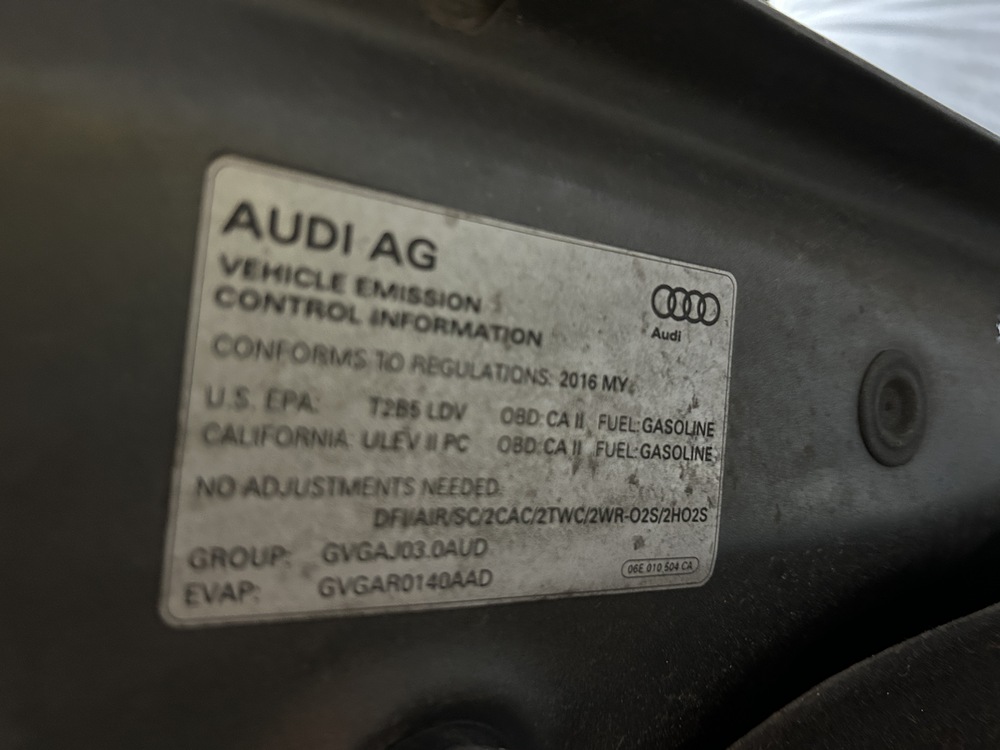 AUDI AG
VEHICLE EMISSION
CONTROL INFORMATION
Audi
CONFORMS TO REGULATIONS: 2016 MY.
U.S. EPA: T2B5 LDV OBD: CA II FUEL:GASOLINE
CALIFORNIA: ULEV II PC OBD: CA II FUEL:GASOLINE
NO ADJUSTMENTS NEEDED.
DFI/AIR/SC/2CAC/2TWC/2WR-O2S/2HO2S
GROUP: GVGAJ03.0AUD
EVAP: GVGAR0140AAD
06E 010 504 CA